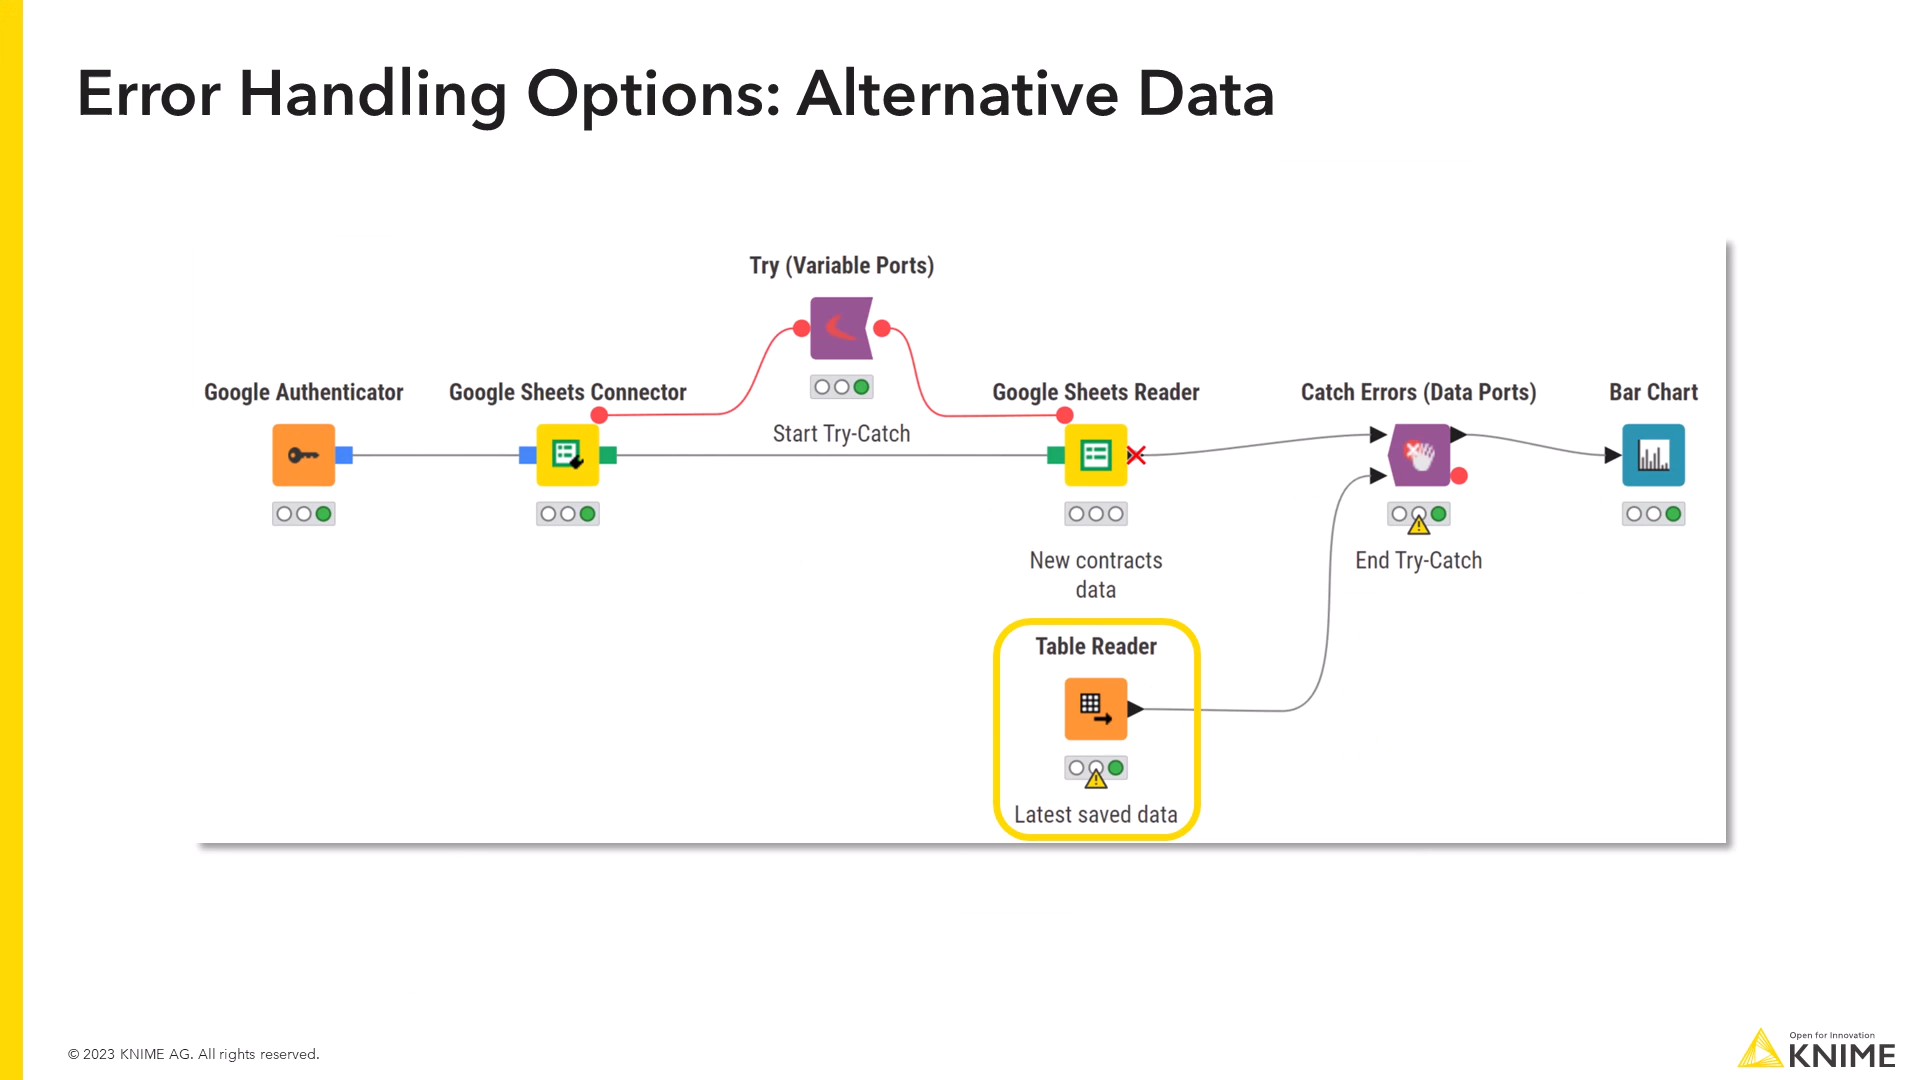 Error Handling Options: Alternative Data
Try (Variable Ports)
Google Authenticator
Google Sheets Connector
Start Try-Catch
Google Sheets Reader
New contracts
data
Catch Errors (Data Ports)
End Try-Catch
Bar Chart
Table Reader
Latest saved data
© 2023 KNIME AG. All rights reserved.
Open for Innovation
KNIME